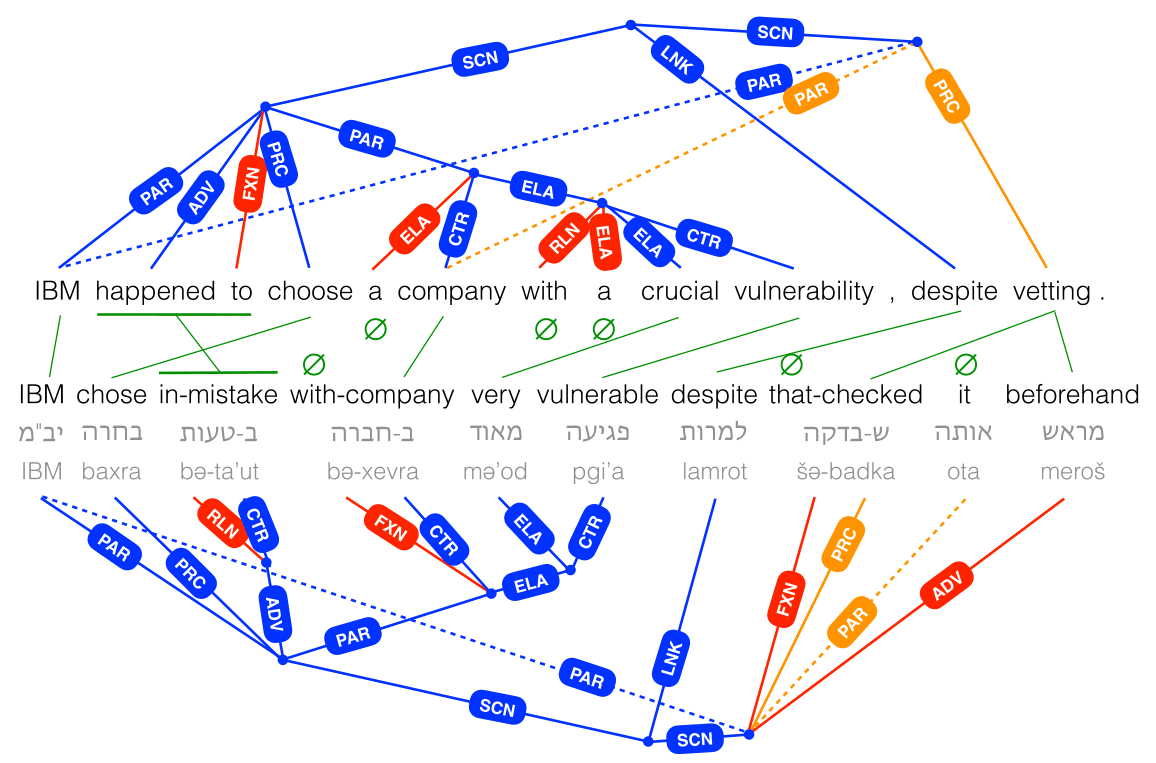 SCN SCN
LNK
PAR PAR PRC
PAR ADV FXN PRC PAR ELA
ELA CTR RLN ELA ELA CTR
IBM happened to choose a company with a crucial vulnerability , despite vetting .
∅ ∅ ∅
∅ ∅ ∅
IBM chose in-mistake with-company very vulnerable despite that-checked it beforehand
יב"מ בחרה ב-טעות ב-חברה מאוד פגיעה למרות ש-בדקה אותה מראש
IBM baxra bə-ta'ut bə-xevra mə'od pgi'a lamrot šə-badka ota meroš
RLN CTR FXN CTR ELA CTR PRC
PAR PRC ADV ELA FXN PAR ADV
PAR PAR LNK
SCN SCN